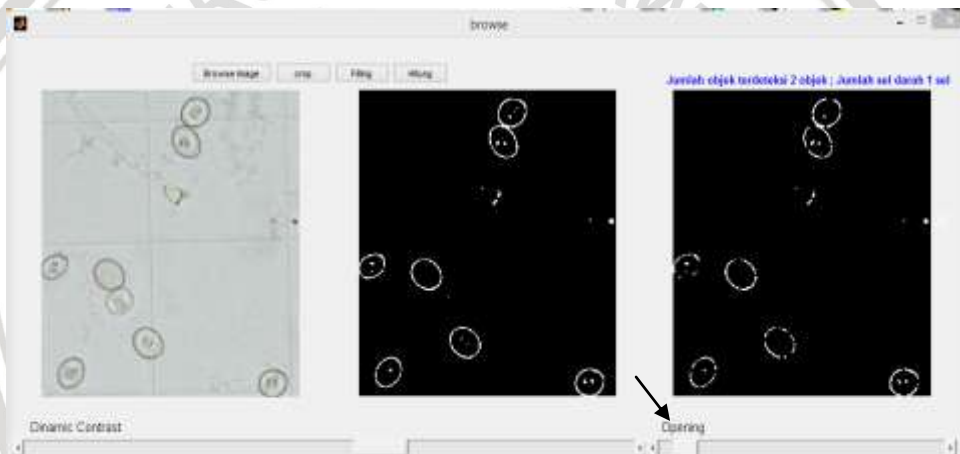 browse
Browse Image crop Filling Hitung
Jumlah objek terdeteksi 2 objek ; Jumlah sel darah 1 sel
Dinamic Contrast
Opening